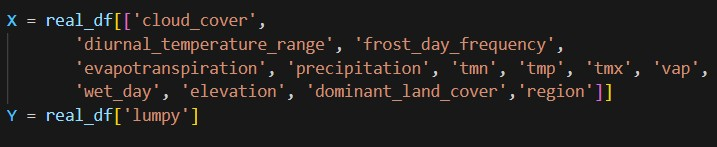 X = real_df[['cloud_cover',
'diurnal_temperature_range', 'frost_day_frequency',
'evapotranspiration', 'precipitation', 'tmn', 'tmp', 'tmx', 'vap',
'wet_day', 'elevation', 'dominant_land_cover','region']]
Y = real_df['lumpy']